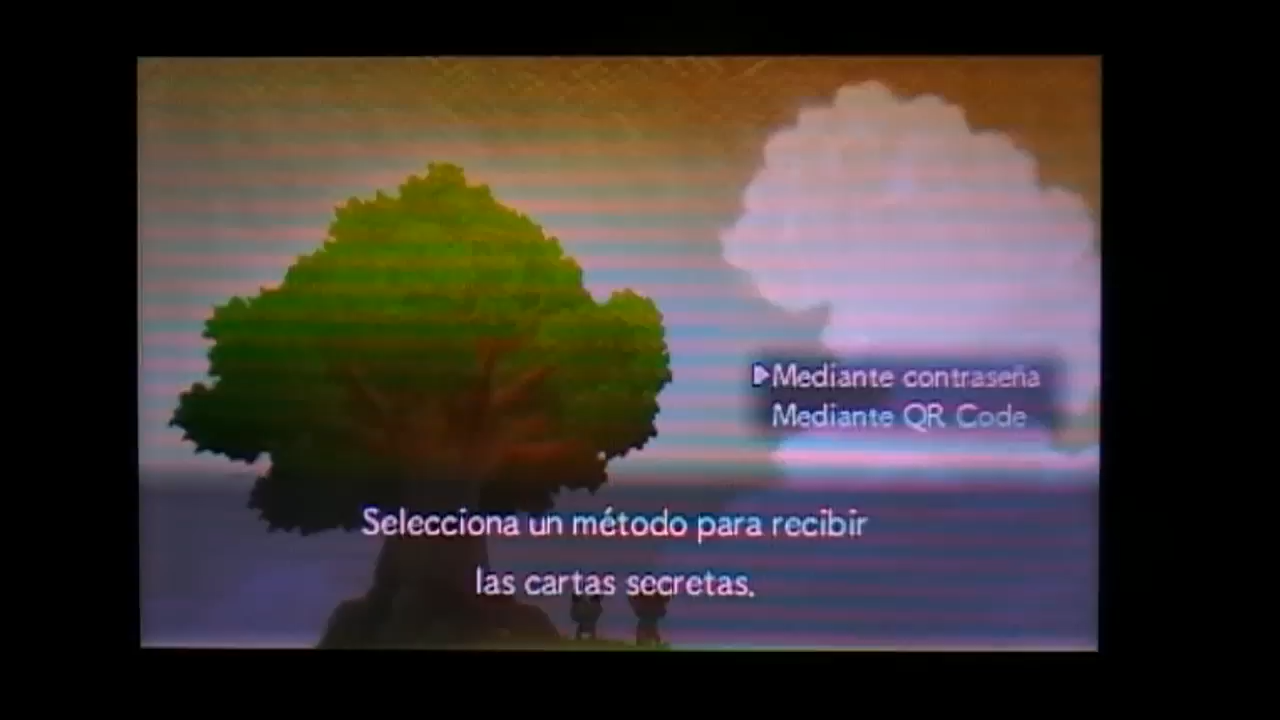 ▶Mediante contraseña
Mediante QR Code
Selecciona un método para recibir
las cartas secretas.